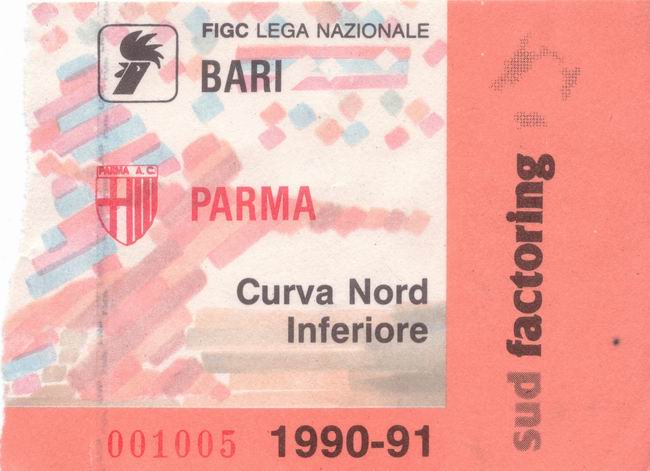 FIGC LEGA NAZIONALE
BARI
PARMA A.C.
PARMA
Curva Nord
Inferiore
001005 1990-91
sud factoring